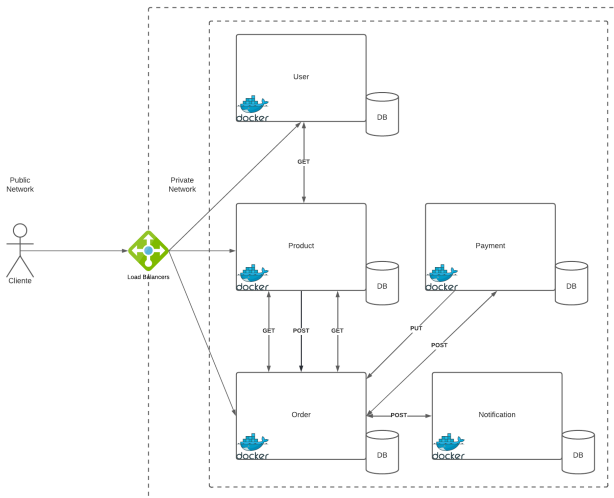 User
docker
DB
GET
Public
Network
Private
Network
Product
docker
DB
Payment
docker
DB
Load Balancers
Cliente
GET
POST
GET
PUT
POST
Order
docker
DB
POST
Notification
docker
DB